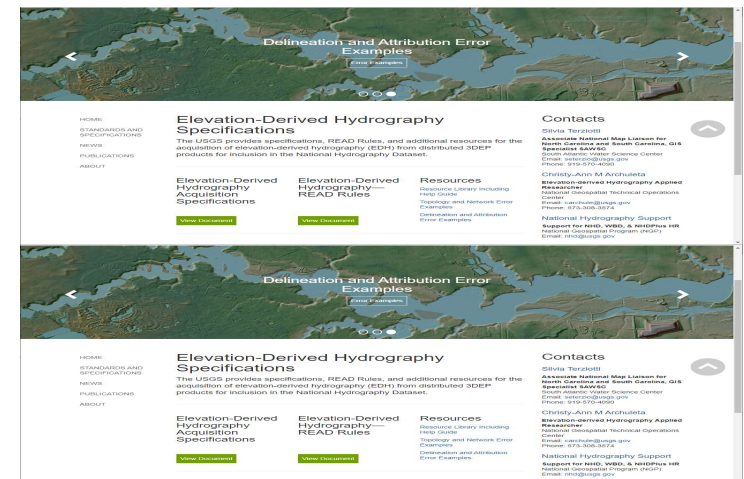 Delineation and Attribution Error
Examples
Error Examples
HOME
STANDARDS AND
SPECIFICATIONS
NEWS
PUBLICATIONS
ABOUT
Elevation-Derived Hydrography
Specifications
The USGS provides specifications, READ Rules, and additional resources for the
acquisition of elevation-derived hydrography (EDH) from distributed 3DEP
products for inclusion in the National Hydrography Dataset.
Elevation-Derived
Hydrography
Acquisition
Specifications
View Document
Elevation-Derived
Hydrography—
READ Rules
View Document
Resources
Resource Library including
Help Guide
Topology and Network Error
Examples
Delineation and Attribution
Error Examples
Contacts
Silvia Terziotti
Associate National Map Liaison for
North Carolina and South Carolina, GIS
Specialist SAWSC
South Atlantic Water Science Center
Email: seterzio@usgs.gov
Phone: 919-570-4090
Christy-Ann M Archuleta
Elevation-derived Hydrography Applied
Researcher
National Geospatial Technical Operations
Center
Email: carchule@usgs.gov
Phone: 573-308-3574
National Hydrography Support
Support for NHD, WBD, & NHDPlus HR
National Geospatial Program (NGP)
Email: nhd@usgs.gov
Delineation and Attribution Error
Examples
Error Examples
HOME
STANDARDS AND
SPECIFICATIONS
NEWS
PUBLICATIONS
ABOUT
Elevation-Derived Hydrography
Specifications
The USGS provides specifications, READ Rules, and additional resources for the
acquisition of elevation-derived hydrography (EDH) from distributed 3DEP
products for inclusion in the National Hydrography Dataset.
Elevation-Derived
Hydrography
Acquisition
Specifications
View Document
Elevation-Derived
Hydrography—
READ Rules
View Document
Resources
Resource Library including
Help Guide
Topology and Network Error
Examples
Delineation and Attribution
Error Examples
Contacts
Silvia Terziotti
Associate National Map Liaison for
North Carolina and South Carolina, GIS
Specialist SAWSC
South Atlantic Water Science Center
Email: seterzio@usgs.gov
Phone: 919-570-4090
Christy-Ann M Archuleta
Elevation-derived Hydrography Applied
Researcher
National Geospatial Technical Operations
Center
Email: carchule@usgs.gov
Phone: 573-308-3574
National Hydrography Support
Support for NHD, WBD, & NHDPlus HR
National Geospatial Program (NGP)
Email: nhd@usgs.gov